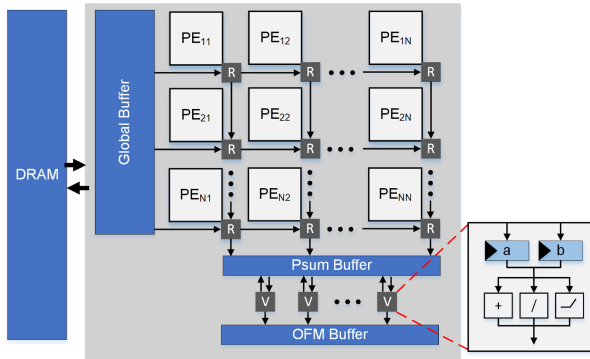 DRAM
Global Buffer
PE11 PE12 PE1N
R R R
PE21 PE22 PE2N
R R R
PEN1 PEN2 PENN
R R R
Psum Buffer
V V V
OFM Buffer
a b
+ /